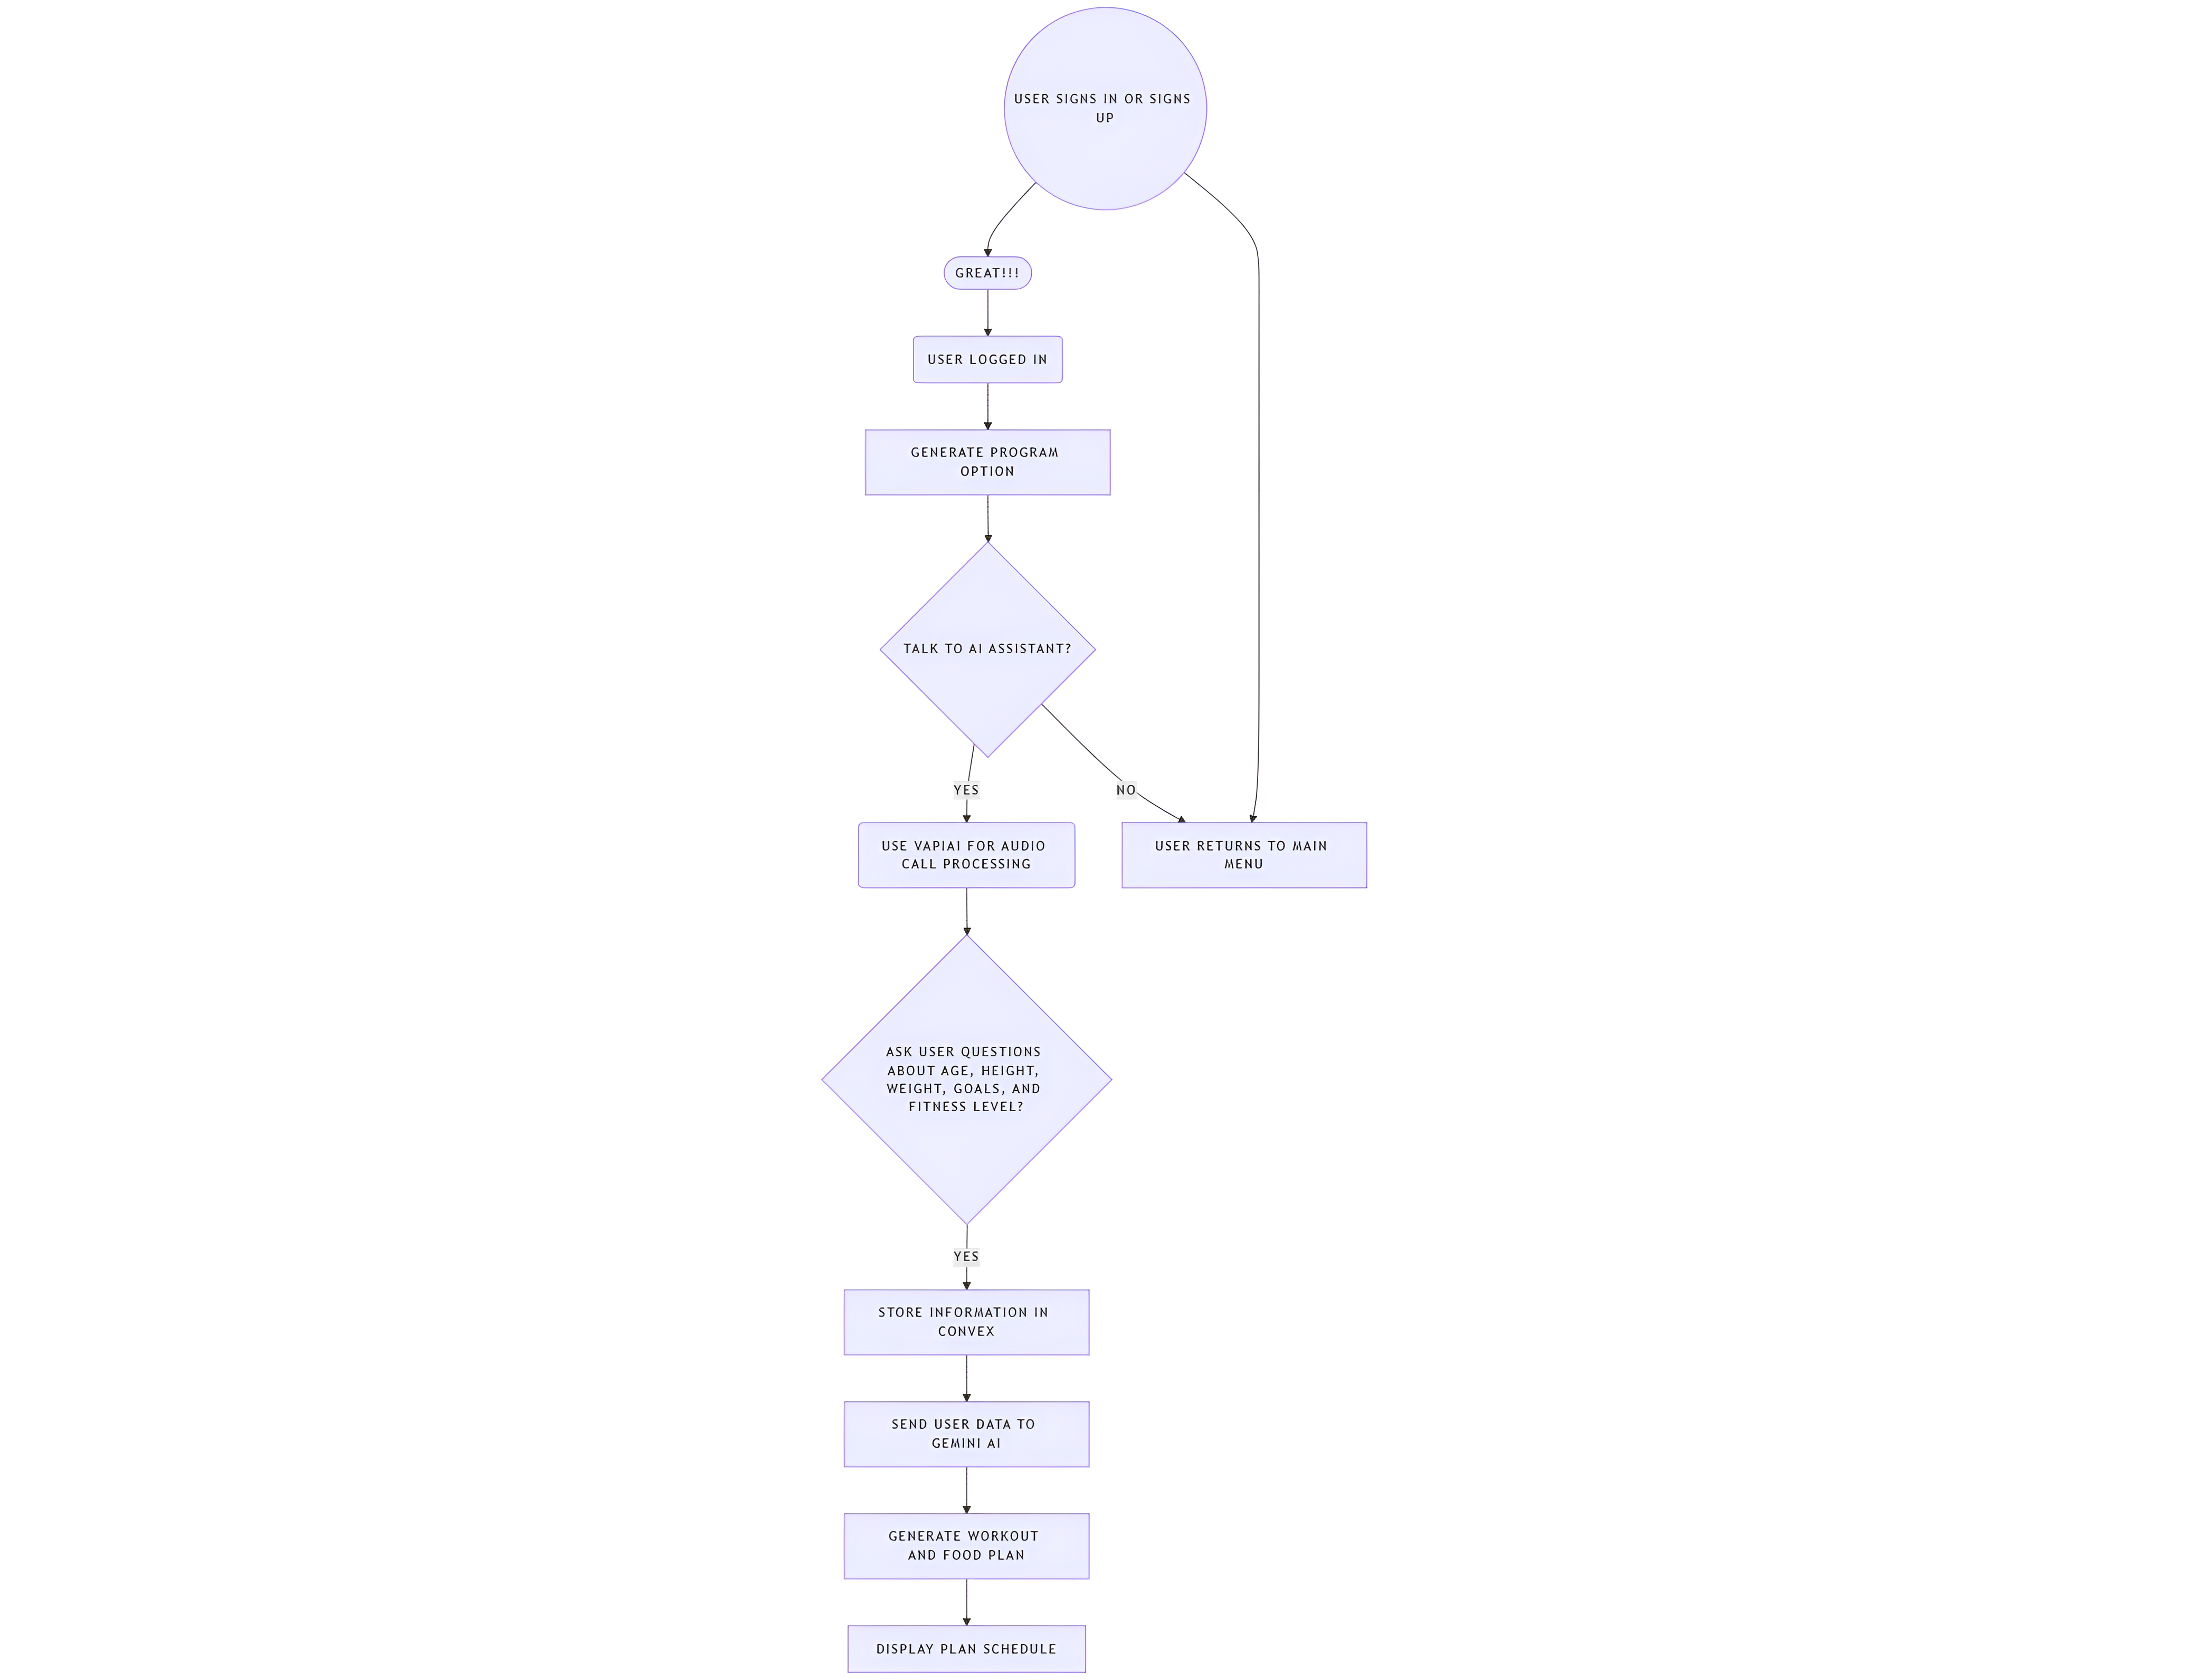 USER SIGNS IN OR SIGNS
UP
GREAT!!!
USER LOGGED IN
GENERATE PROGRAM
OPTION
TALK TO AI ASSISTANT?
YES
NO
USE VAPIAI FOR AUDIO
CALL PROCESSING
USER RETURNS TO MAIN
MENU
ASK USER QUESTIONS
ABOUT AGE, HEIGHT,
WEIGHT, GOALS, AND
FITNESS LEVEL?
YES
STORE INFORMATION IN
CONVEX
SEND USER DATA TO
GEMINI AI
GENERATE WORKOUT
AND FOOD PLAN
DISPLAY PLAN SCHEDULE